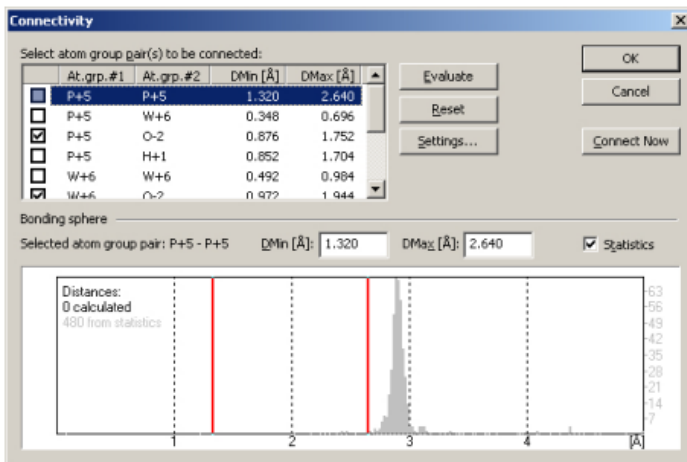 Connectivity
Select atom group pair(s) to be connected:
At.grp.#1 At.grp.#2 DMin [Å] DMax [Å]
P+5 P+5 1.320 2.640
P+5 W+6 0.348 0.696
P+5 O-2 0.876 1.752
P+5 H+1 0.852 1.704
W+6 W+6 0.492 0.984
W+6 O-2 0.972 1.944
Evaluate
Reset
Settings...
OK
Cancel
Connect Now
Bonding sphere
Selected atom group pair: P+5 - P+5 DMin [Å]: 1.320 DMax [Å]: 2.640 Statistics
Distances:
0 calculated
480 from statistics
63
56
49
42
35
28
21
14
7
1 2 3 4 [Å]